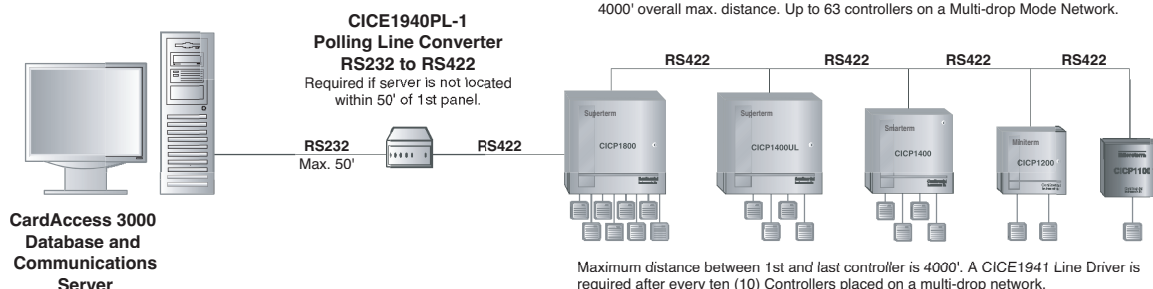 4000' overall max. distance. Up to 63 controllers on a Multi-drop Mode Network.
CICE1940PL-1
Polling Line Converter
RS232 to RS422
Required if server is not located
within 50' of 1st panel.
RS232
Max. 50'
RS422
RS422
RS422
RS422
RS422
Superterm
CICP1800
Superterm
CICP1400UL
Smarterm
CICP1400
Miniterm
CICP1200
CICP1100
CardAccess 3000
Database and
Communications
Server
Maximum distance between 1st and last controller is 4000'. A CICE1941 Line Driver is
required after every ten (10) Controllers placed on a multi-drop network.